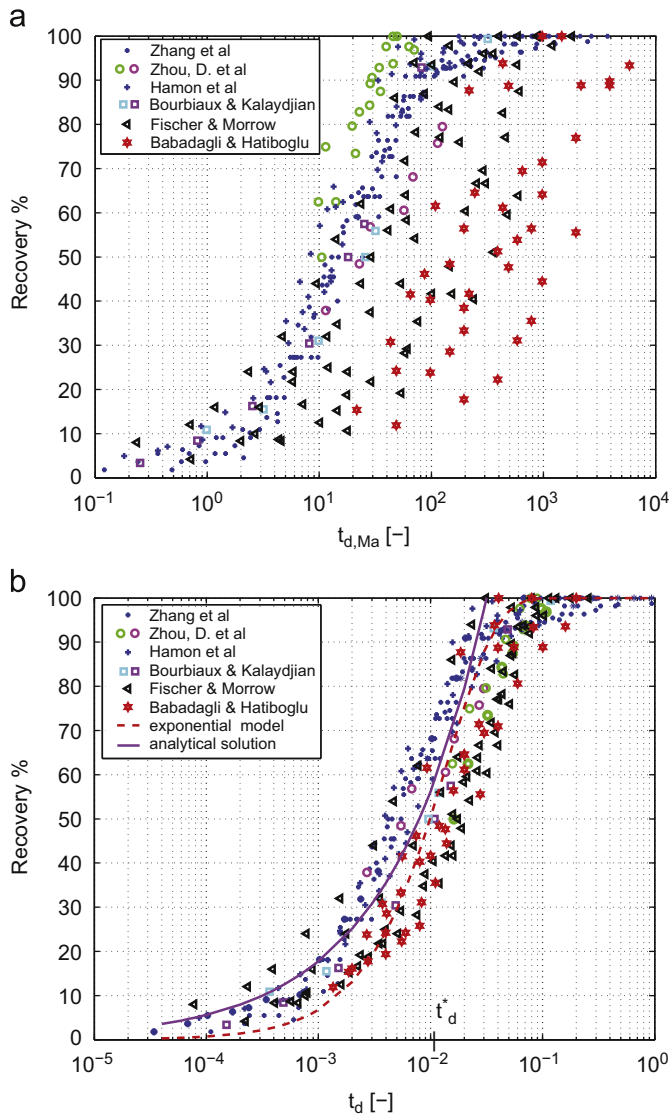 a
100
90
80
70
60
50
40
30
20
10
0
Recovery %
Zhang et al
Zhou, D. et al
Hamon et al
Bourbiaux & Kalaydjian
Fischer & Morrow
Babadagli & Hatiboglu
10⁻¹ 10⁰ 10¹ 10² 10³ 10⁴
t_d,Ma [−]
b
100
90
80
70
60
50
40
30
20
10
0
Recovery %
Zhang et al
Zhou, D. et al
Hamon et al
Bourbiaux & Kalaydjian
Fischer & Morrow
Babadagli & Hatiboglu
exponential model
analytical solution
t*_d
10⁻⁵ 10⁻⁴ 10⁻³ 10⁻² 10⁻¹ 10⁰
t_d [−]